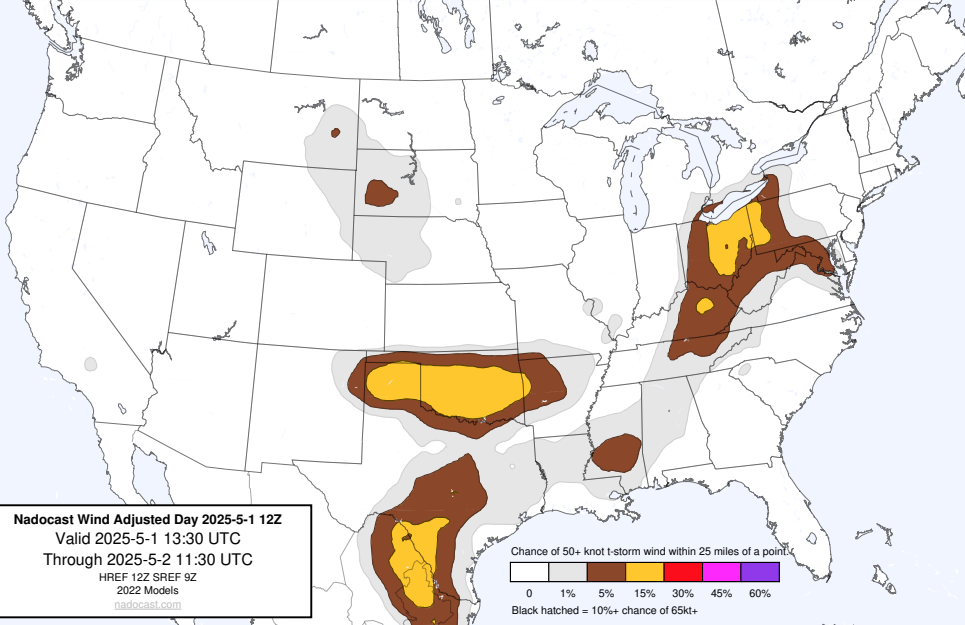 Nadocast Wind Adjusted Day 2025-5-1 12Z
Valid 2025-5-1 13:30 UTC
Through 2025-5-2 11:30 UTC
HREF 12Z SREF 9Z
2022 Models
nadocast.com
Chance of 50+ knot t-storm wind within 25 miles of a point.
0 1% 5% 15% 30% 45% 60%
Black hatched = 10%+ chance of 65kt+